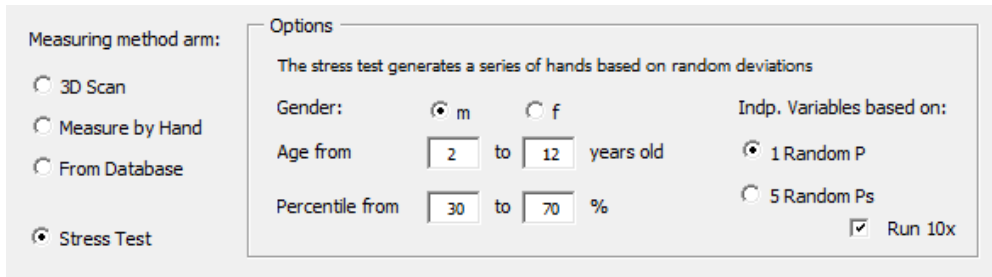 Measuring method arm:
3D Scan
Measure by Hand
From Database
Stress Test
Options
The stress test generates a series of hands based on random deviations
Gender: m f
Age from 2 to 12 years old
Percentile from 30 to 70 %
Indp. Variables based on:
1 Random P
5 Random Ps
Run 10x